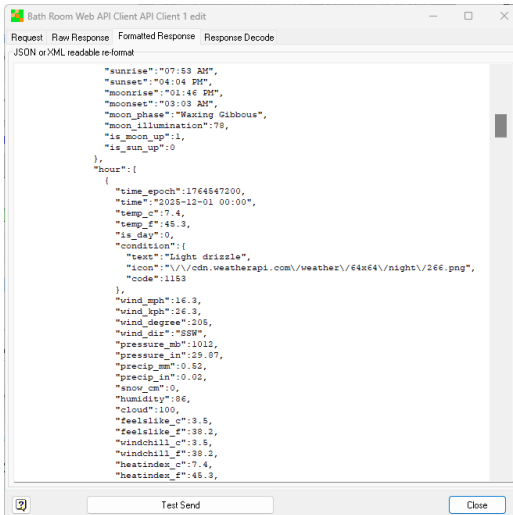 Bath Room Web API Client API Client 1 edit
Request Raw Response Formatted Response Response Decode
JSON or XML readable re-format
"sunrise":"07:53 AM",
"sunset":"04:04 PM",
"moonrise":"01:46 PM",
"moonset":"03:03 AM",
"moon_phase":"Waxing Gibbous",
"moon_illumination":78,
"is_moon_up":1,
"is_sun_up":0
},
"hour":[
{
"time_epoch":1764547200,
"time":"2025-12-01 00:00",
"temp_c":7.4,
"temp_f":45.3,
"is_day":0,
"condition":{
"text":"Light drizzle",
"icon":"\/\/cdn.weatherapi.com\/weather\/64x64\/night\/266.png",
"code":1153
},
"wind_mph":16.3,
"wind_kph":26.3,
"wind_degree":205,
"wind_dir":"SSW",
"pressure_mb":1012,
"pressure_in":29.87,
"precip_mm":0.52,
"precip_in":0.02,
"snow_cm":0,
"humidity":86,
"cloud":100,
"feelslike_c":3.5,
"feelslike_f":38.2,
"windchill_c":3.5,
"windchill_f":38.2,
"heatindex_c":7.4,
"heatindex_f":45.3,
Test Send
Close